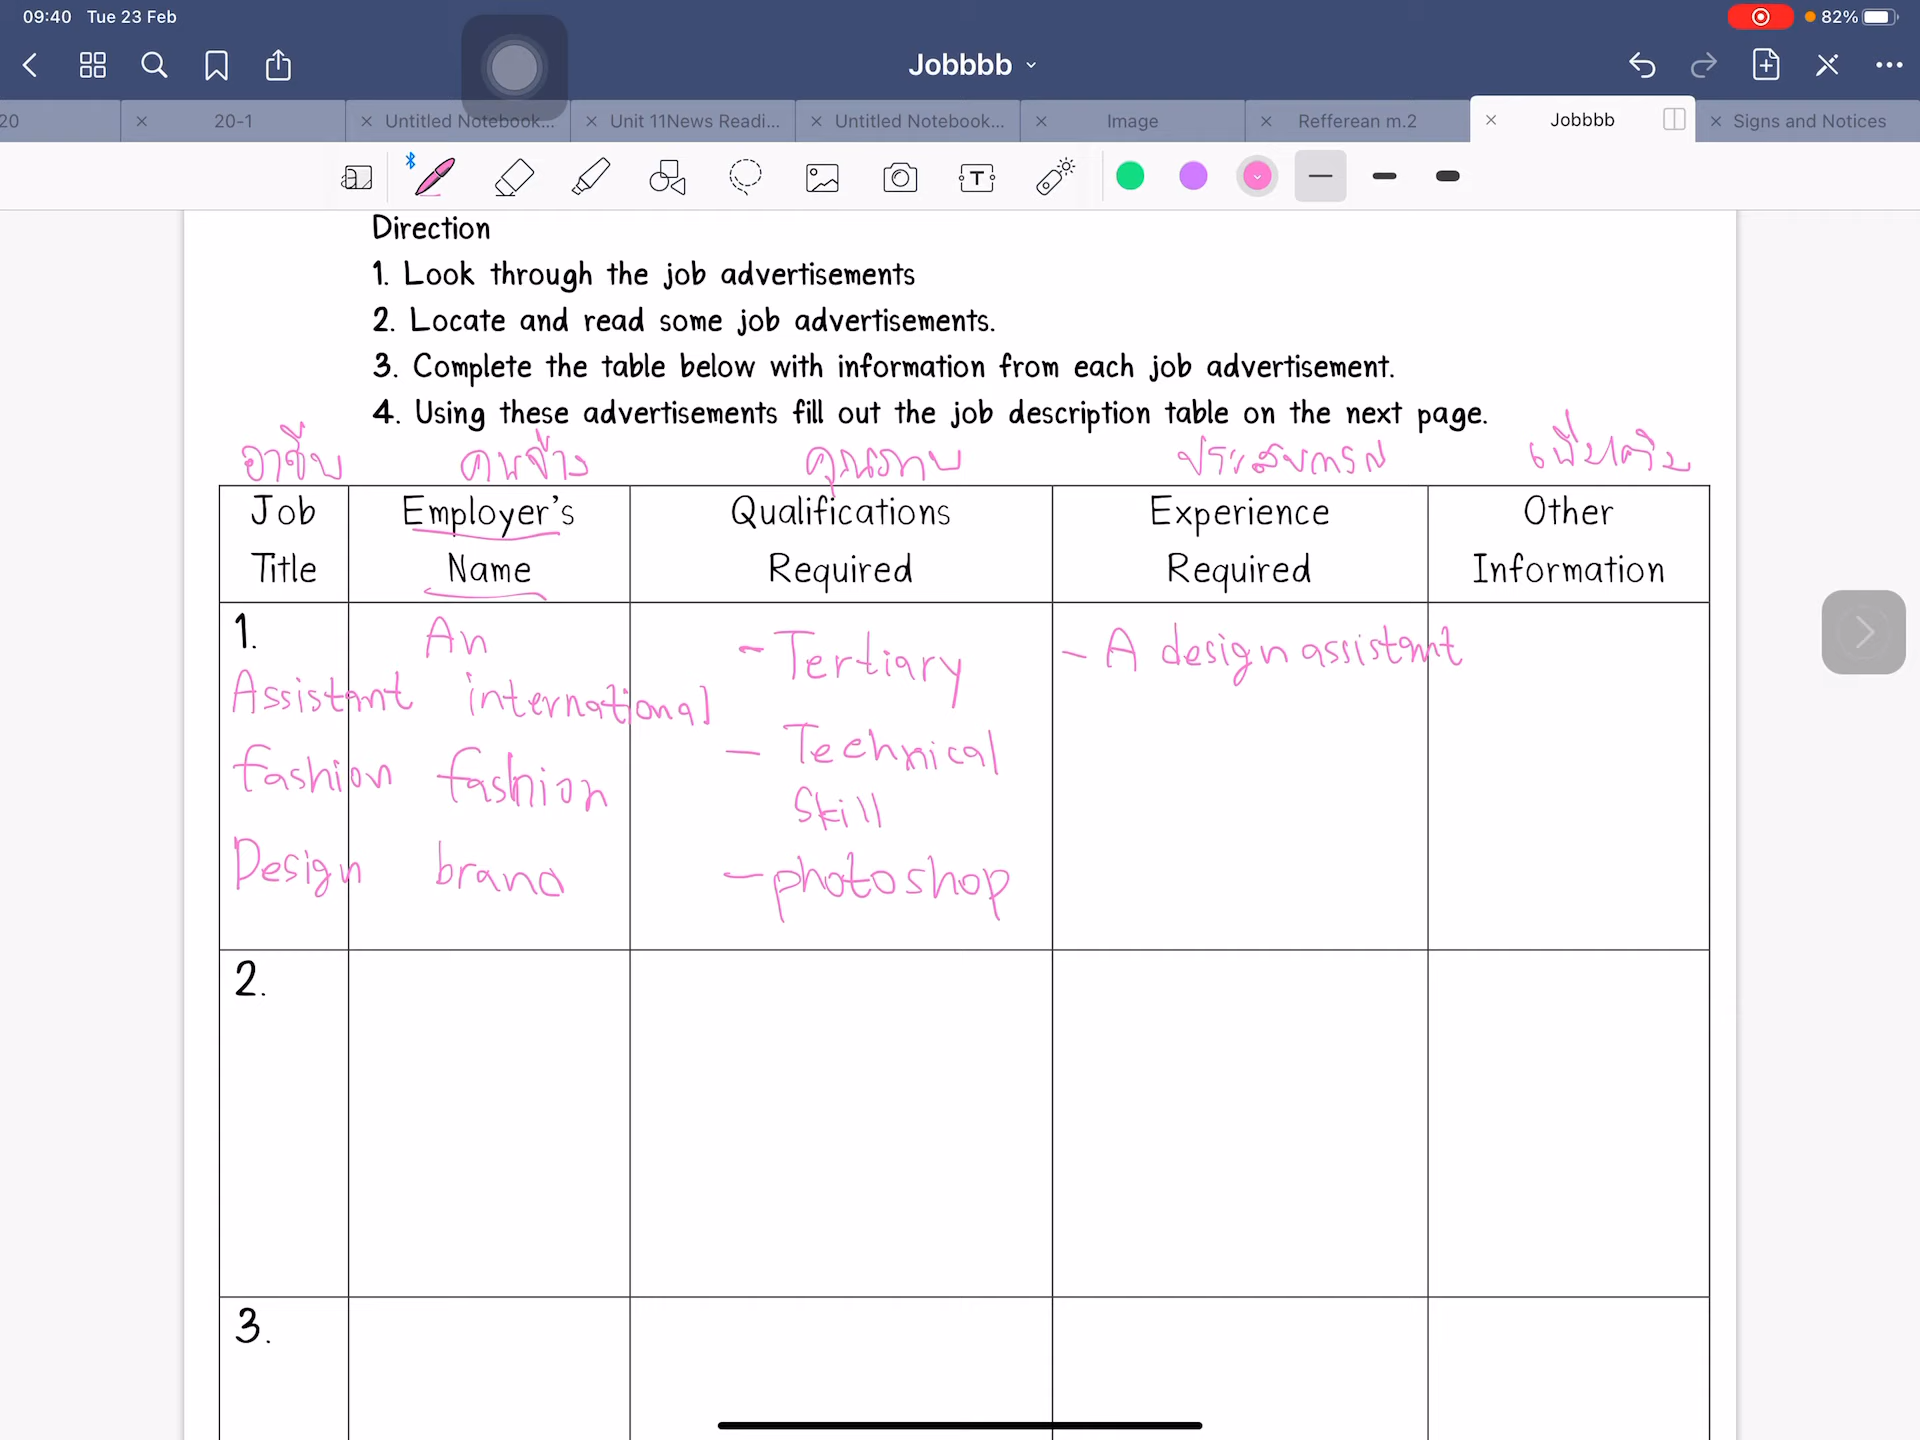 09:40 Tue 23 Feb
82%
Jobbbb
20
20-1
Untitled Notebook...
Unit 11News Readi...
Untitled Notebook...
Image
Refferean m.2
Jobbbb
Signs and Notices
Direction
1. Look through the job advertisements
2. Locate and read some job advertisements.
3. Complete the table below with information from each job advertisement.
4. Using these advertisements fill out the job description table on the next page.
อาชีพ คนจ้าง คุณภาพ ประสบการณ์ เพิ่มเติม
Job Title
Employer's Name
Qualifications Required
Experience Required
Other Information
1.
Assistant
fashion
Design
An
international
fashion
brand
- Tertiary
- Technical
Skill
- photoshop
- A design assistant
2.
3.